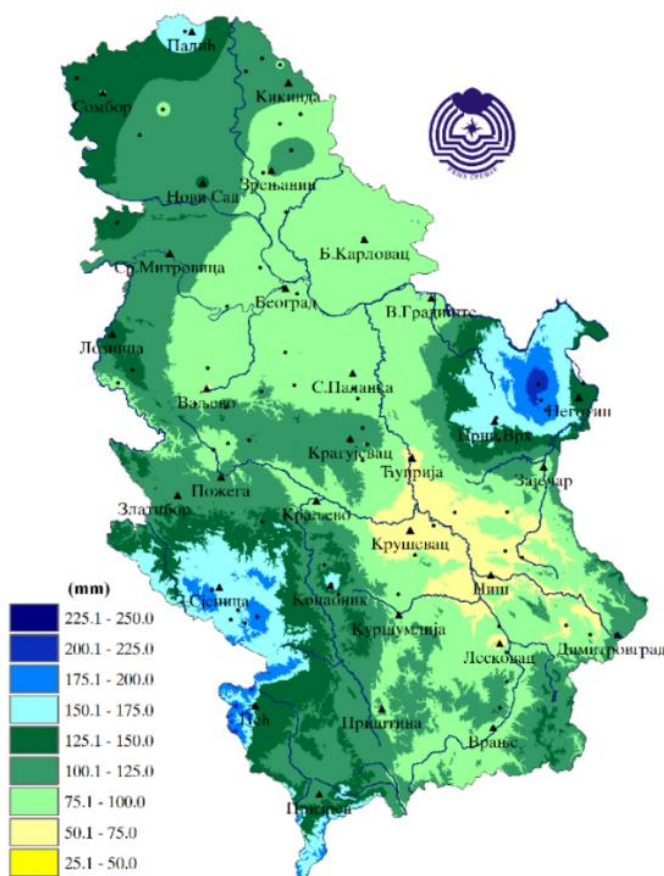 Палић
Кикинда
Сомбор
Зрењанин
Нови Сад
Б.Карловац
Ср.Митровица
Београд
В.Градиште
Лозница
С.Паланка
Ваљево
Неготин
Црни Врх
Крагујевац
Ћуприја
Зајечар
Пожега
Златибор
Краљево
Крушевац
(mm)
Ниш
Сјеница
Копаоник
Куршумлија
Димитровград
Лесковац
Пећ
Приштина
Врање
Призрен
225.1 - 250.0
200.1 - 225.0
175.1 - 200.0
150.1 - 175.0
125.1 - 150.0
100.1 - 125.0
75.1 - 100.0
50.1 - 75.0
25.1 - 50.0